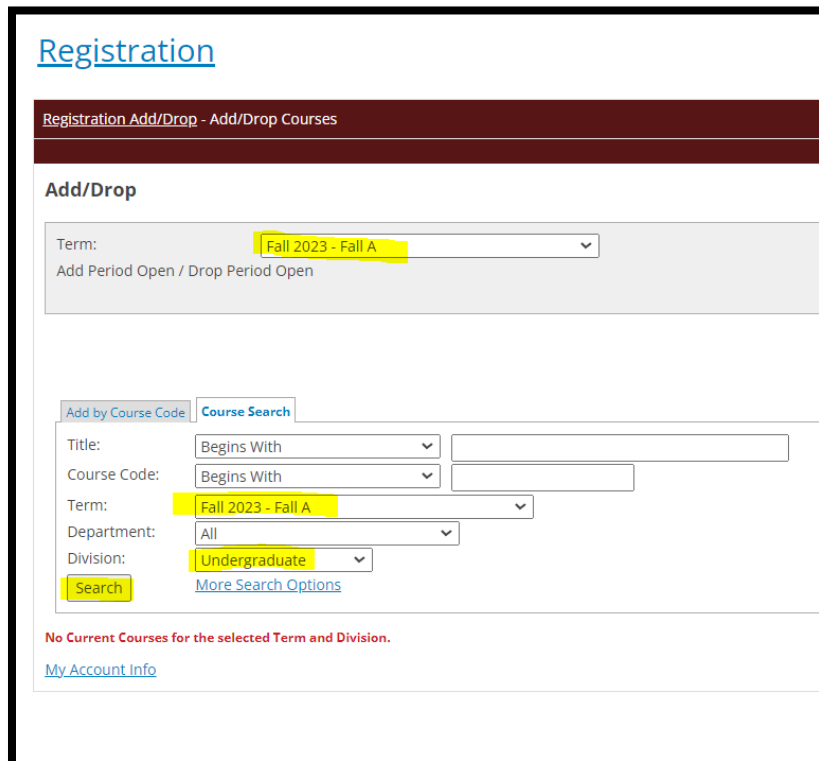 Registration
Registration Add/Drop - Add/Drop Courses
Add/Drop
Term: Fall 2023 - Fall A
Add Period Open / Drop Period Open
Add by Course Code Course Search
Title: Begins With
Course Code: Begins With
Term: Fall 2023 - Fall A
Department: All
Division: Undergraduate
Search More Search Options
No Current Courses for the selected Term and Division.
My Account Info